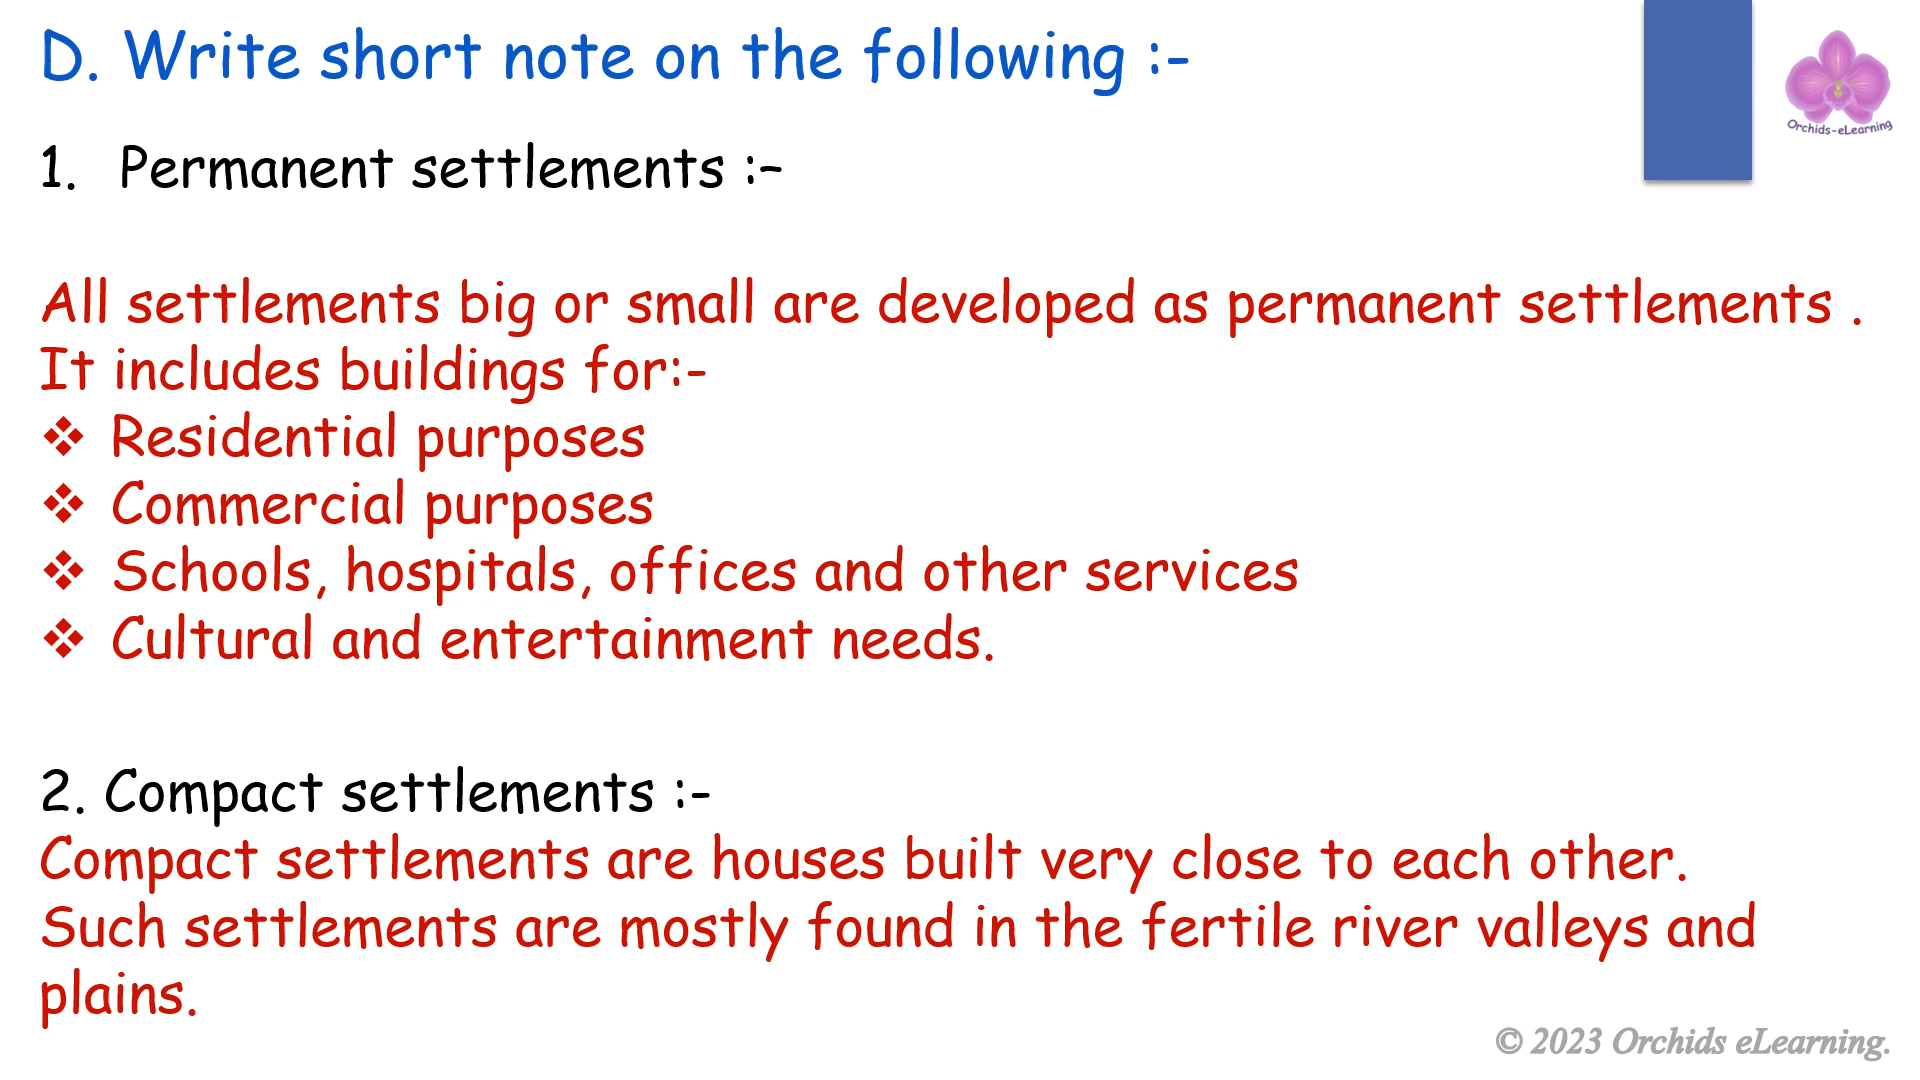 D. Write short note on the following :-
Orchids-eLearning
1. Permanent settlements :–
All settlements big or small are developed as permanent settlements .
It includes buildings for:-
❖ Residential purposes
❖ Commercial purposes
❖ Schools, hospitals, offices and other services
❖ Cultural and entertainment needs.
2. Compact settlements :-
Compact settlements are houses built very close to each other.
Such settlements are mostly found in the fertile river valleys and
plains.
© 2023 Orchids eLearning.